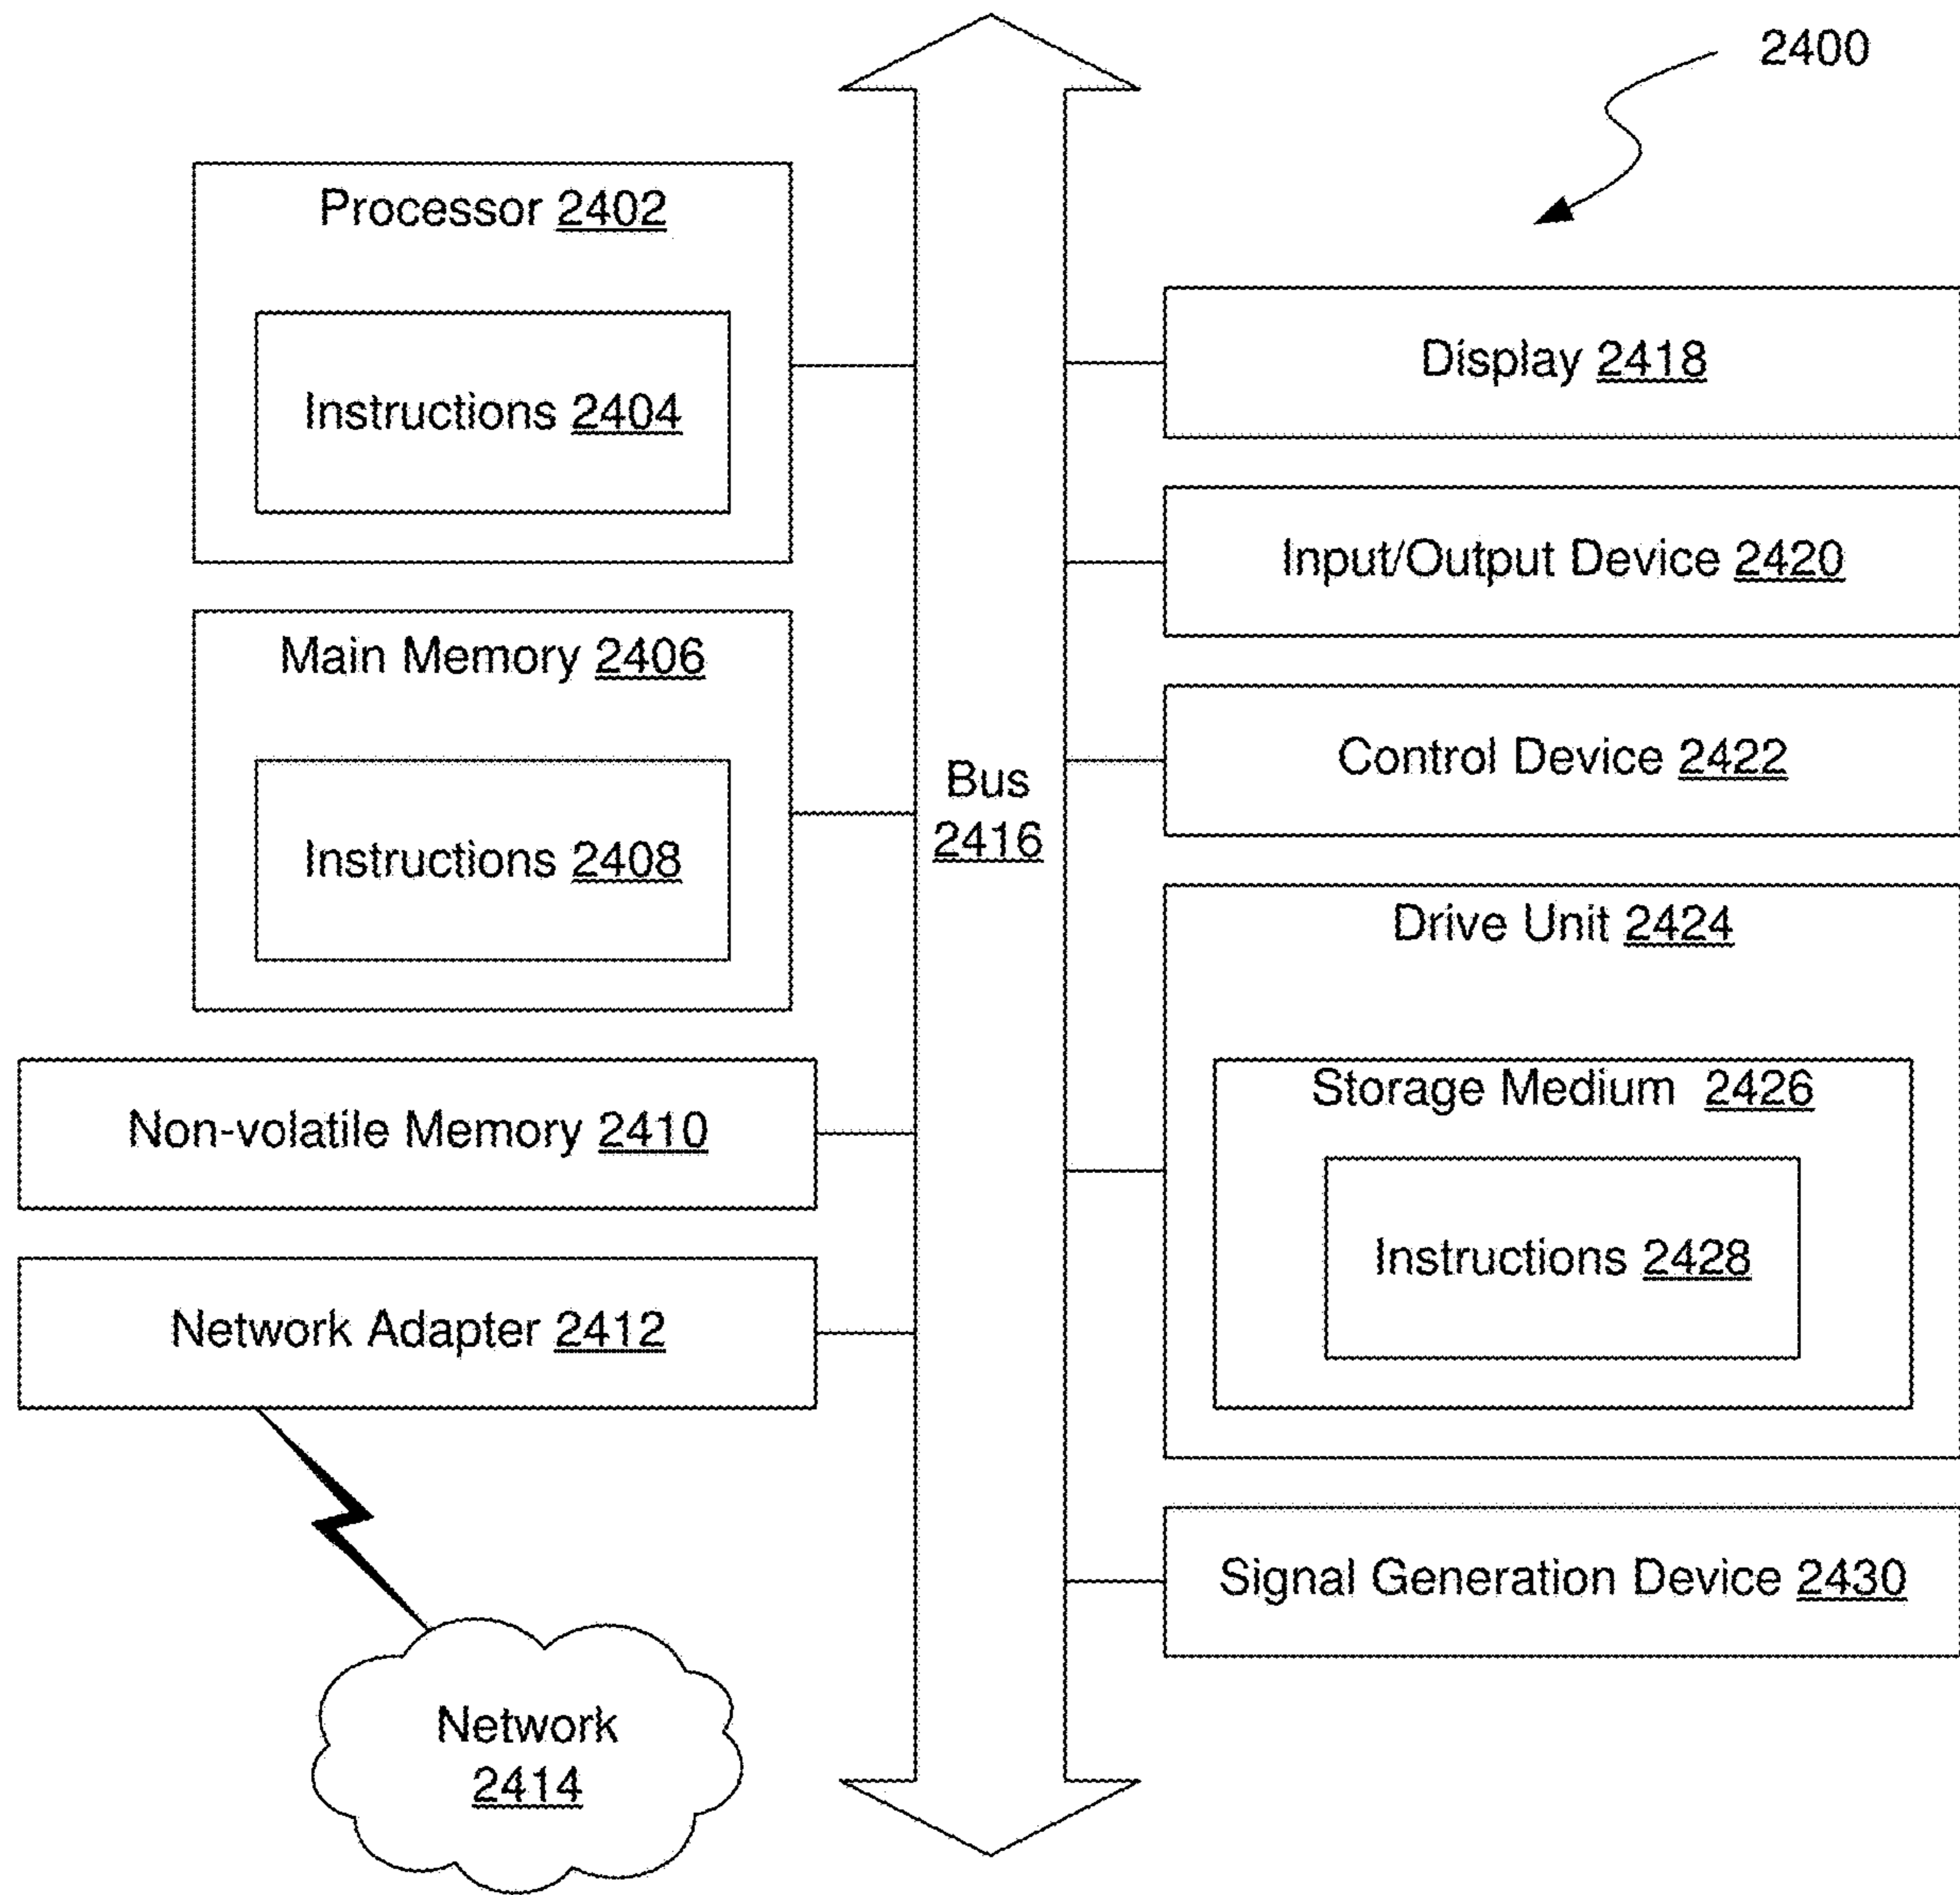 2400
Processor 2402
Instructions 2404
Main Memory 2406
Instructions 2408
Non-volatile Memory 2410
Network Adapter 2412
Network
2414
Bus
2416
Display 2418
Input/Output Device 2420
Control Device 2422
Drive Unit 2424
Storage Medium 2426
Instructions 2428
Signal Generation Device 2430